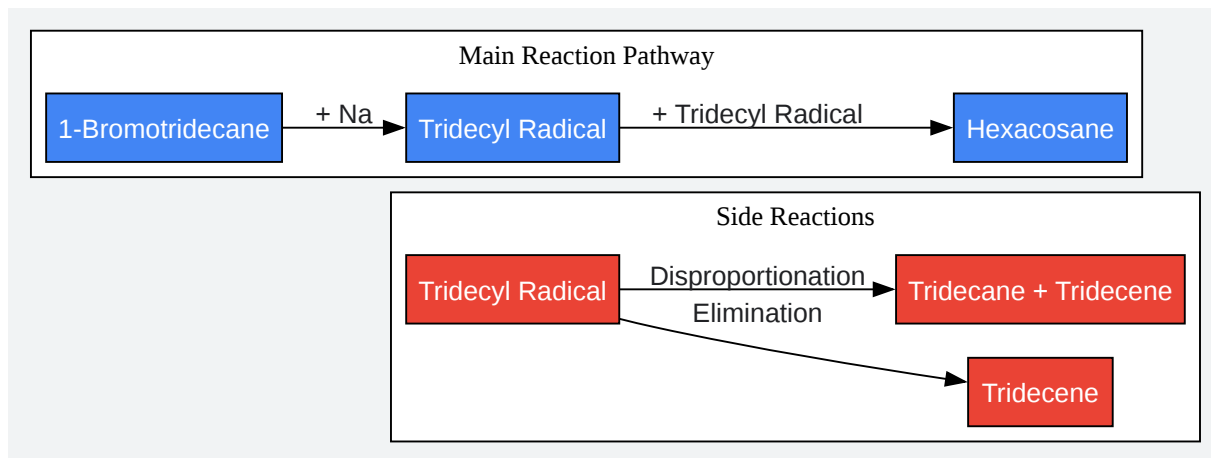 Main Reaction Pathway
1-Bromotridecane
+ Na
Tridecyl Radical
+ Tridecyl Radical
Hexacosane
Side Reactions
Tridecyl Radical
Disproportionation
Tridecane + Tridecene
Elimination
Tridecene